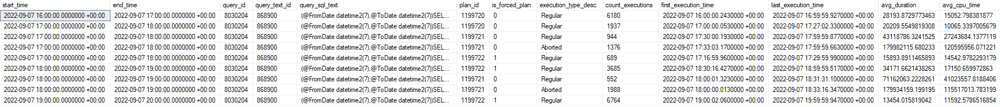 start_time end_time query_id query_text_id query_sql_text plan_id is_forced_plan execution_type_desc count_executions first_execution_time last_execution_time avg_duration avg_cpu_time
2022-09-07 16:00:00.0000000 +00:00 2022-09-07 17:00:00.0000000 +00:00 8030204 868900 (@FromDate datetime2(7),@ToDate datetime2(7))SEL... 1199720 0 Regular 6180 2022-09-07 16:00:00.2430000 +00:00 2022-09-07 16:59:59.9270000 +00:00 28193.8729773463 15052.798381877
2022-09-07 17:00:00.0000000 +00:00 2022-09-07 18:00:00.0000000 +00:00 8030204 868900 (@FromDate datetime2(7),@ToDate datetime2(7))SEL... 1199720 0 Regular 1937 2022-09-07 17:00:00.0530000 +00:00 2022-09-07 17:27:02.3300000 +00:00 20209.5549819308 10065.3397005679
2022-09-07 17:00:00.0000000 +00:00 2022-09-07 18:00:00.0000000 +00:00 8030204 868900 (@FromDate datetime2(7),@ToDate datetime2(7))SEL... 1199721 0 Regular 944 2022-09-07 17:30:00.1930000 +00:00 2022-09-07 17:59:59.8770000 +00:00 43118786.3241525 27243684.1377119
2022-09-07 17:00:00.0000000 +00:00 2022-09-07 18:00:00.0000000 +00:00 8030204 868900 (@FromDate datetime2(7),@ToDate datetime2(7))SEL... 1199721 0 Aborted 1376 2022-09-07 17:33:03.1700000 +00:00 2022-09-07 17:59:59.6630000 +00:00 179982115.680233 120595956.071221
2022-09-07 17:00:00.0000000 +00:00 2022-09-07 18:00:00.0000000 +00:00 8030204 868900 (@FromDate datetime2(7),@ToDate datetime2(7))SEL... 1199722 1 Regular 689 2022-09-07 17:16:59.9600000 +00:00 2022-09-07 17:29:59.9900000 +00:00 15893.8911465893 14542.9782293179
2022-09-07 18:00:00.0000000 +00:00 2022-09-07 19:00:00.0000000 +00:00 8030204 868900 (@FromDate datetime2(7),@ToDate datetime2(7))SEL... 1199722 1 Regular 3685 2022-09-07 18:30:16.4270000 +00:00 2022-09-07 18:59:59.5170000 +00:00 34171.6621438263 17150.659972863
2022-09-07 18:00:00.0000000 +00:00 2022-09-07 19:00:00.0000000 +00:00 8030204 868900 (@FromDate datetime2(7),@ToDate datetime2(7))SEL... 1199721 0 Regular 552 2022-09-07 18:00:01.3230000 +00:00 2022-09-07 18:31:31.1000000 +00:00 71162063.2228261 41023557.8188406
2022-09-07 18:00:00.0000000 +00:00 2022-09-07 19:00:00.0000000 +00:00 8030204 868900 (@FromDate datetime2(7),@ToDate datetime2(7))SEL... 1199721 0 Aborted 1988 2022-09-07 18:00:00.0130000 +00:00 2022-09-07 18:33:16.3470000 +00:00 179934159.199195 115517013.783199
2022-09-07 19:00:00.0000000 +00:00 2022-09-07 20:00:00.0000000 +00:00 8030204 868900 (@FromDate datetime2(7),@ToDate datetime2(7))SEL... 1199722 1 Regular 6764 2022-09-07 19:00:02.0600000 +00:00 2022-09-07 19:59:59.9470000 +00:00 13454.015819042 11592.5786516854